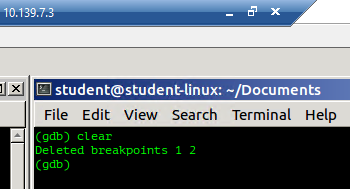 10.139.7.3
student@student-linux: ~/Documents
File Edit View Search Terminal Help
(gdb) clear
Deleted breakpoints 1 2
(gdb)